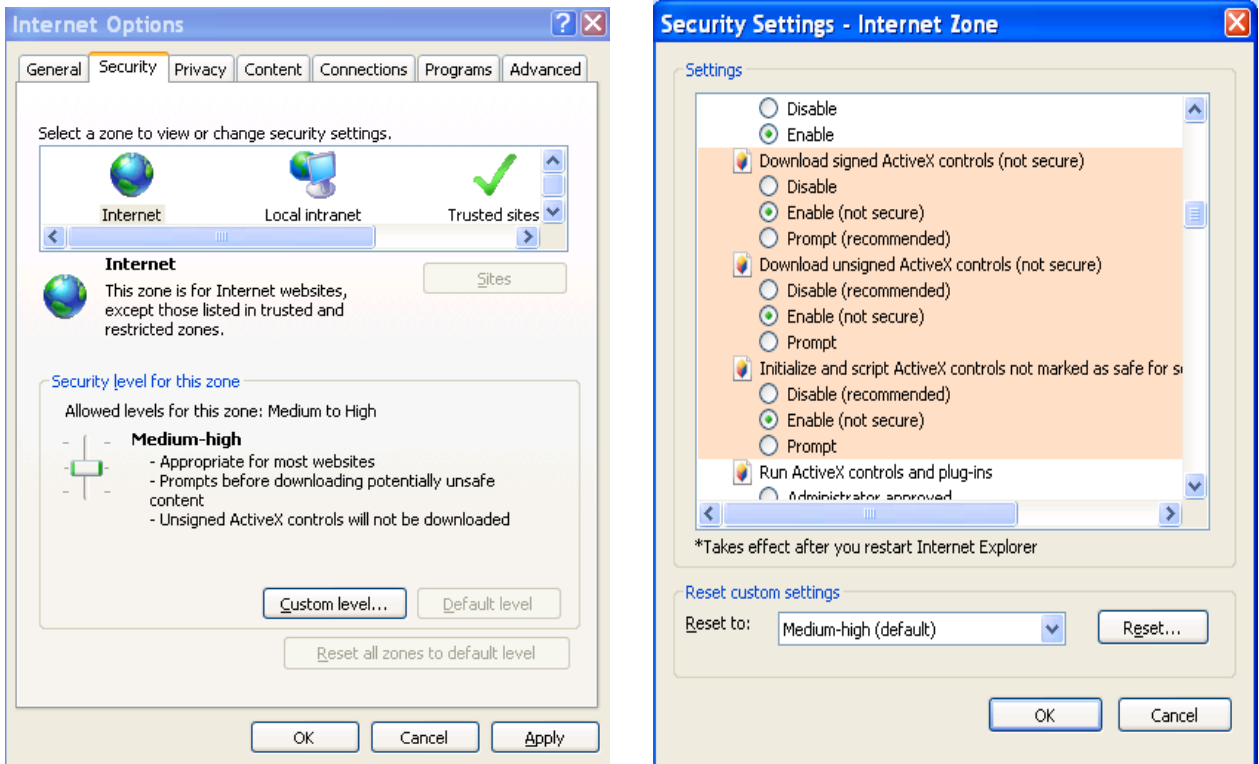 Internet Options
General Security Privacy Content Connections Programs Advanced
Select a zone to view or change security settings.
Internet Local intranet Trusted sites
Internet
Sites
This zone is for Internet websites,
except those listed in trusted and
restricted zones.
Security level for this zone
Allowed levels for this zone: Medium to High
Medium-high
- Appropriate for most websites
- Prompts before downloading potentially unsafe
content
- Unsigned ActiveX controls will not be downloaded
Custom level... Default level
Reset all zones to default level
OK Cancel Apply
Security Settings - Internet Zone
Settings
Disable
Enable
Download signed ActiveX controls (not secure)
Disable
Enable (not secure)
Prompt (recommended)
Download unsigned ActiveX controls (not secure)
Disable (recommended)
Enable (not secure)
Prompt
Initialize and script ActiveX controls not marked as safe for
Disable (recommended)
Enable (not secure)
Prompt
Run ActiveX controls and plug-ins
Administrator approved
*Takes effect after you restart Internet Explorer
Reset custom settings
Reset to: Medium-high (default) Reset...
OK Cancel